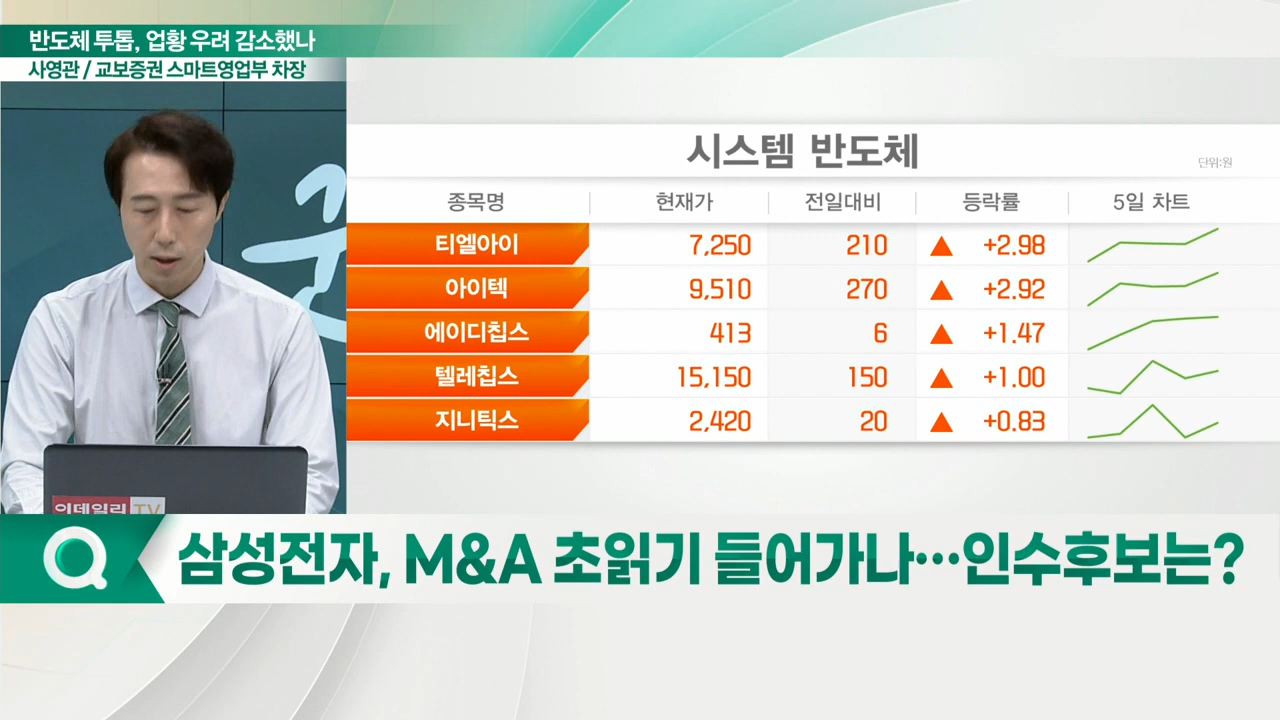 반도체 투톱, 업황 우려 감소했나
사영관 / 교보증권 스마트영업부 차장
시스템 반도체
단위:원
종목명 현재가 전일대비 등락률 5일 차트
티엘아이 7,250 210 ▲ +2.98
아이텍 9,510 270 ▲ +2.92
에이디칩스 413 6 ▲ +1.47
텔레칩스 15,150 150 ▲ +1.00
지니틱스 2,420 20 ▲ +0.83
이데일리TV
삼성전자, M&A 초읽기 들어가나…인수후보는?